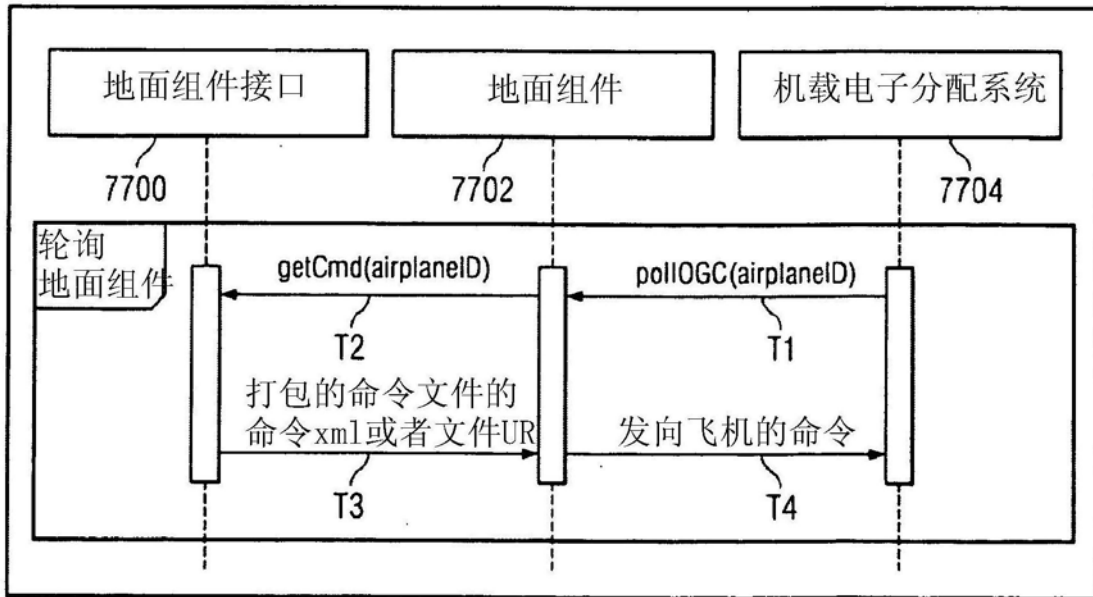 地面组件接口
地面组件
机载电子分配系统
7700
7702
7704
轮询
地面组件
getCmd(airplaneID)
pollOGC(airplaneID)
T2
T1
打包的命令文件的
命令xml或者文件UR
发向飞机的命令
T3
T4